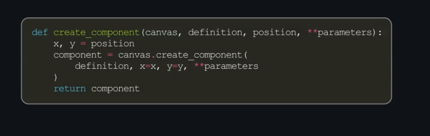 def create_component(canvas, definition, position, **parameters):
    x, y = position
    component = canvas.create_component(
        definition, x=x, y=y, **parameters
    )
    return component